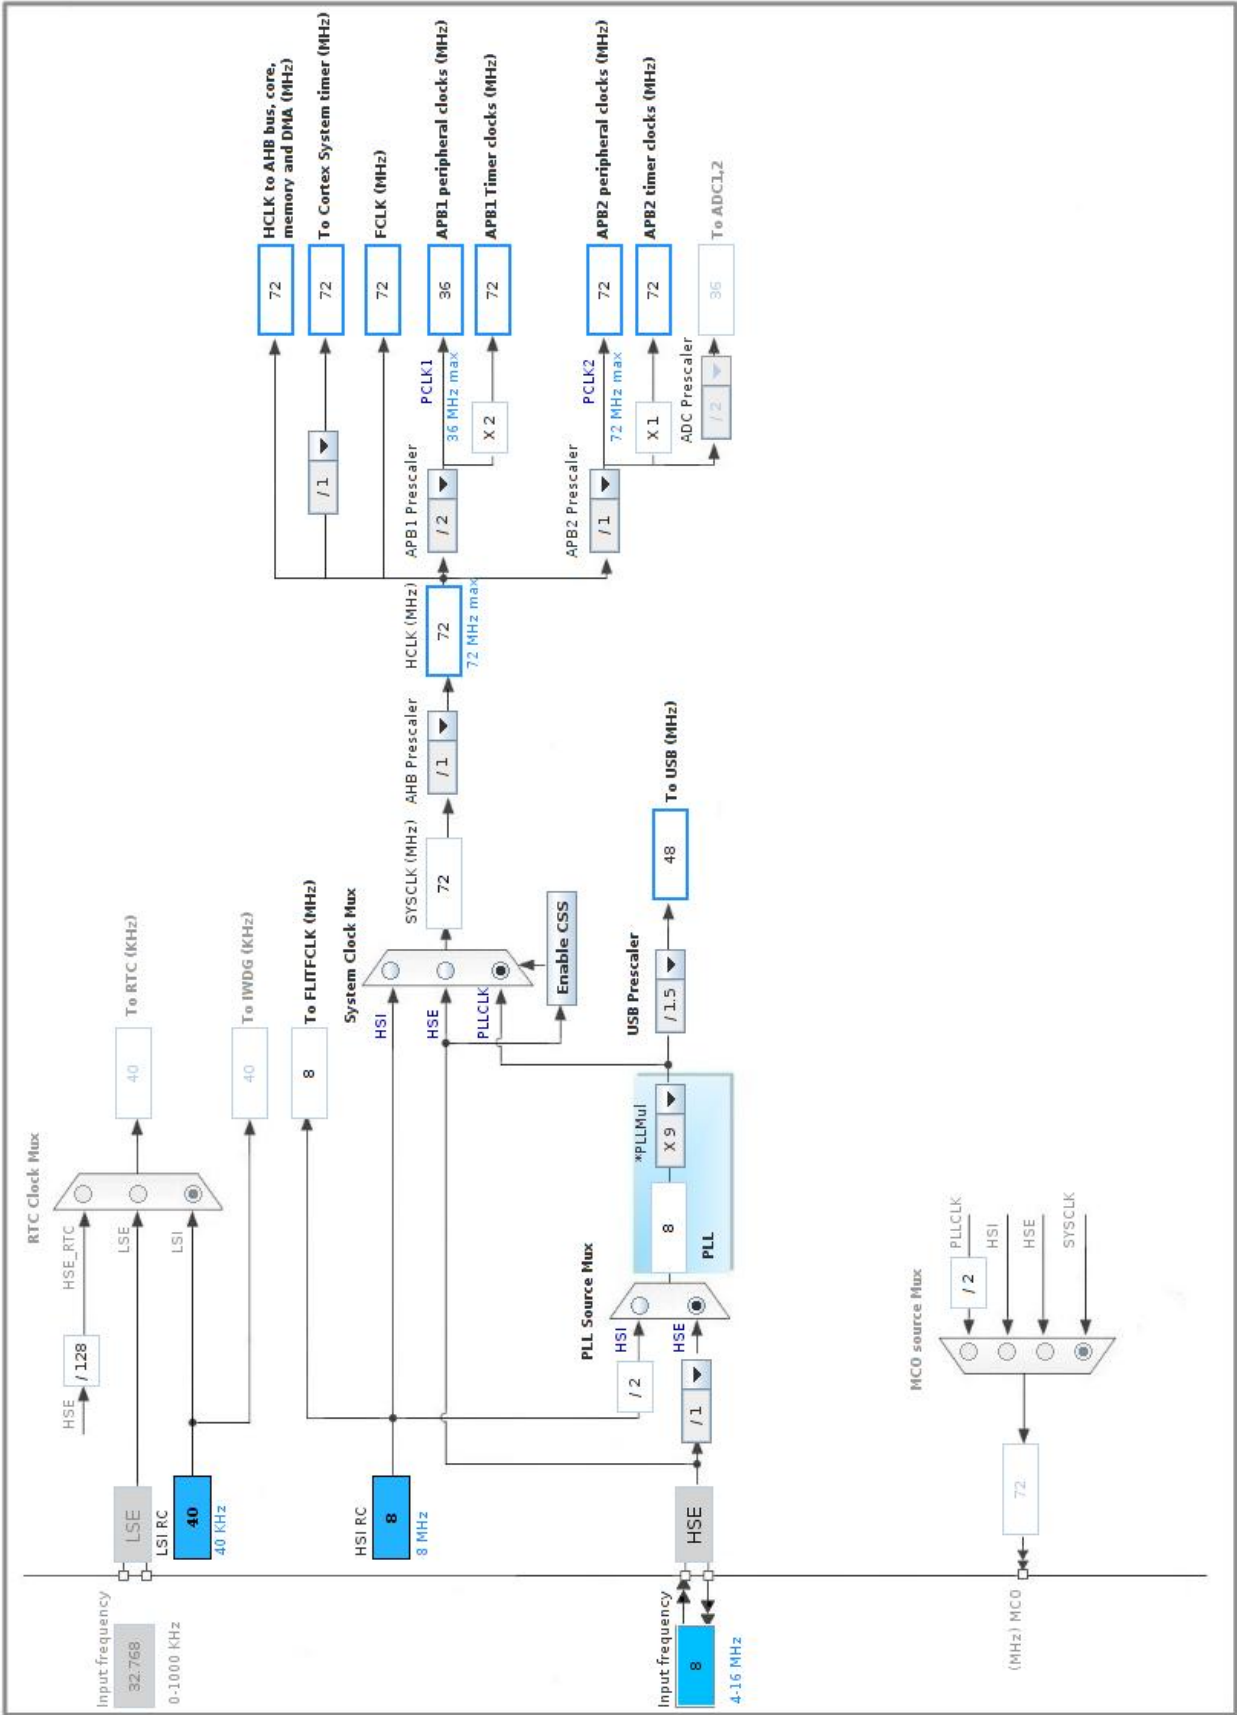 RTC Clock Mux
HSE
/ 128
HSE_RTC
LSE
LSI
To RTC (KHz)
40
Input frequency
32.768
0-1000 KHz
LSE
LSI RC
40
40 KHz
40
To IWDG (KHz)
8
To FLITFCLK (MHz)
HSI RC
8
8 MHz
System Clock Mux
HSI
HSE
PLLCLK
Enable CSS
SYSCLK (MHz)
72
AHB Prescaler
/ 1
HCLK (MHz)
72
72 MHz max
72
HCLK to AHB bus, core,
memory and DMA (MHz)
/ 1
72
To Cortex System timer (MHz)
72
FCLK (MHz)
APB1 Prescaler
/ 2
PCLK1
36 MHz max
36
APB1 peripheral clocks (MHz)
X 2
72
APB1 Timer clocks (MHz)
APB2 Prescaler
/ 1
PCLK2
72 MHz max
72
APB2 peripheral clocks (MHz)
X 1
72
APB2 timer clocks (MHz)
ADC Prescaler
/ 2
36
To ADC1,2
PLL Source Mux
HSI
/ 2
HSE
/ 1
8
*PLLMul
X 9
PLL
USB Prescaler
/ 1.5
48
To USB (MHz)
Input frequency
8
4-16 MHz
HSE
MCO source Mux
/ 2
PLLCLK
HSI
HSE
SYSCLK
72
(MHz) MCO